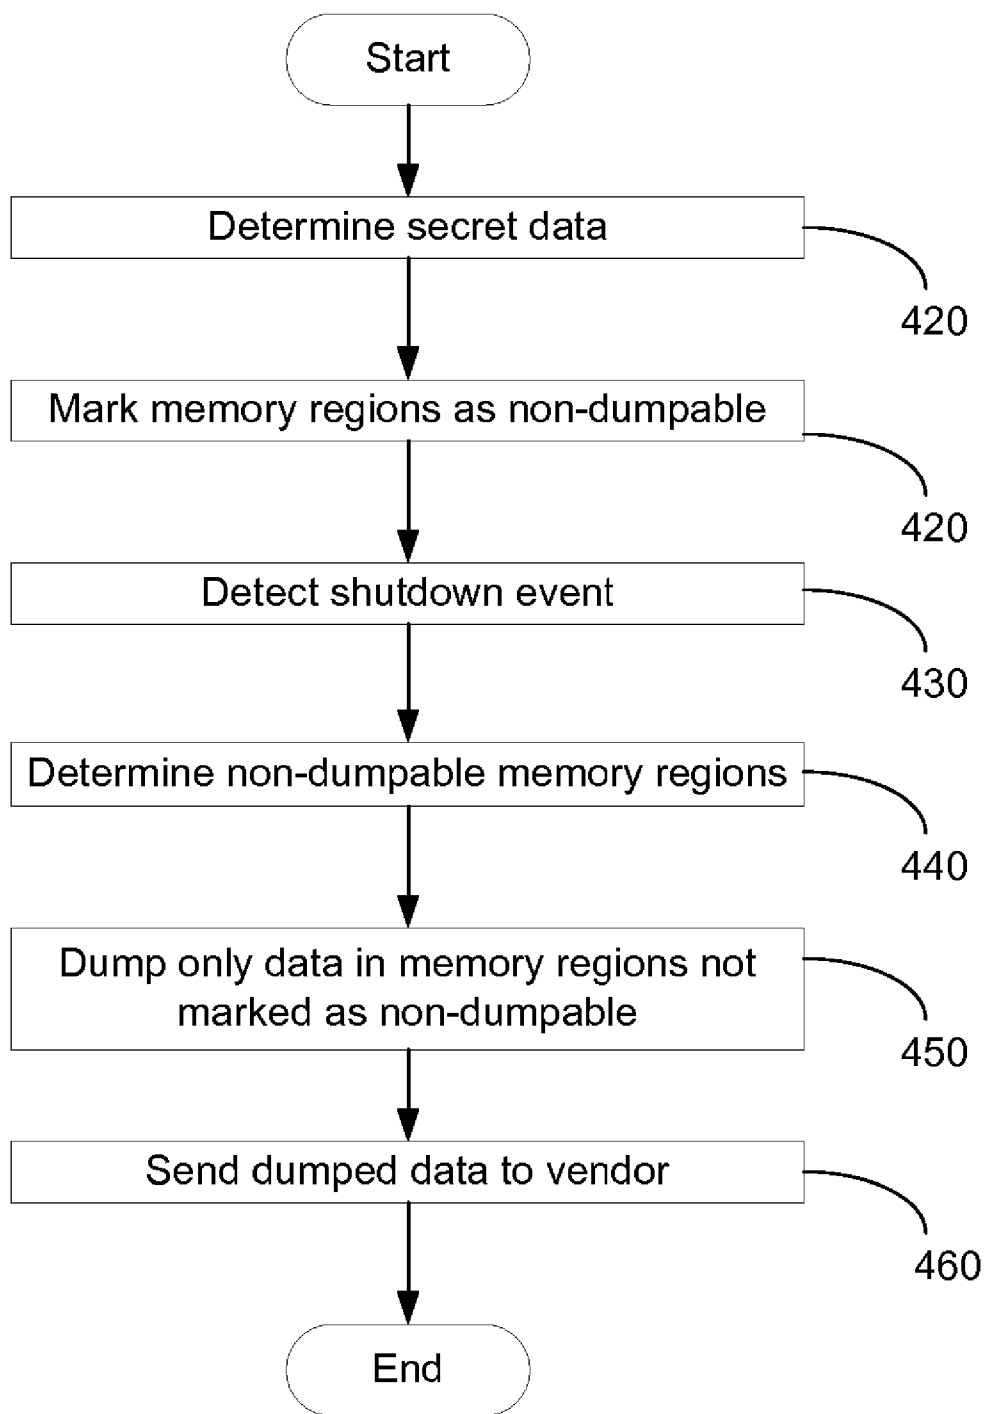 Start
Determine secret data
420
Mark memory regions as non-dumpable
420
Detect shutdown event
430
Determine non-dumpable memory regions
440
Dump only data in memory regions not
marked as non-dumpable
450
Send dumped data to vendor
460
End